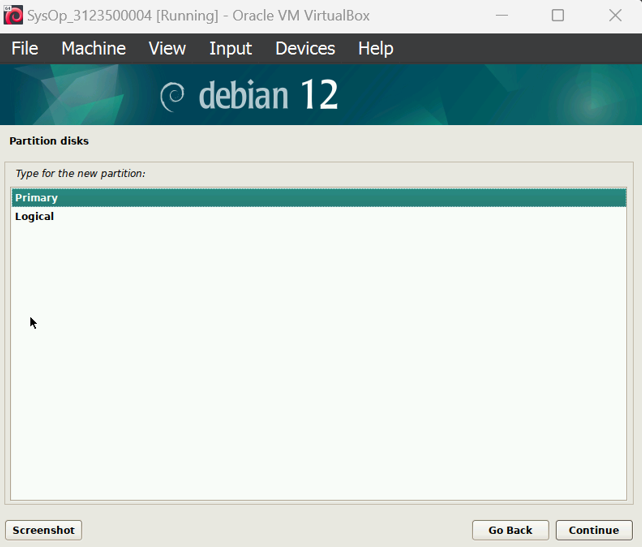 SysOp_3123500004 [Running] - Oracle VM VirtualBox
File Machine View Input Devices Help
debian 12
Partition disks
Type for the new partition:
Primary
Logical
Screenshot Go Back Continue